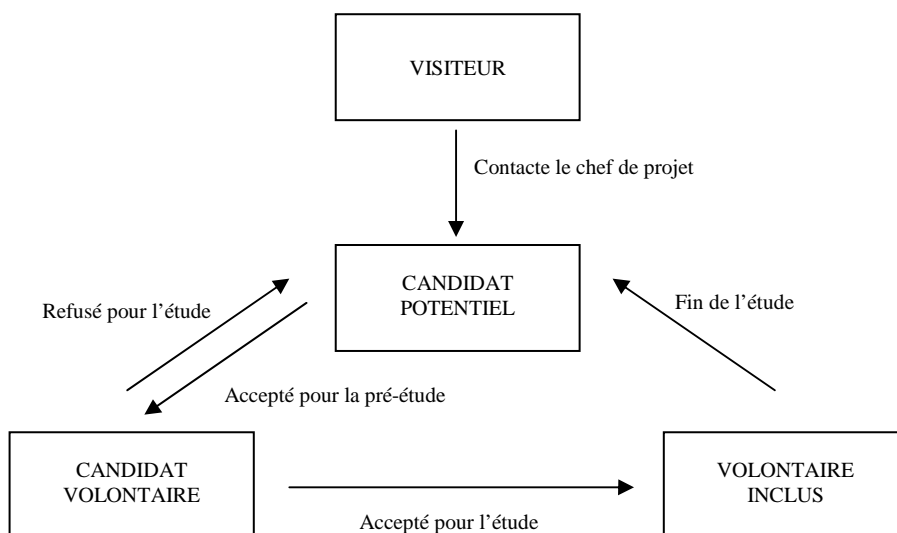 VISITEUR
Contacte le chef de projet
CANDIDAT
POTENTIEL
Refusé pour l’étude
Fin de l’étude
Accepté pour la pré-étude
CANDIDAT
VOLONTAIRE
VOLONTAIRE
INCLUS
Accepté pour l’étude